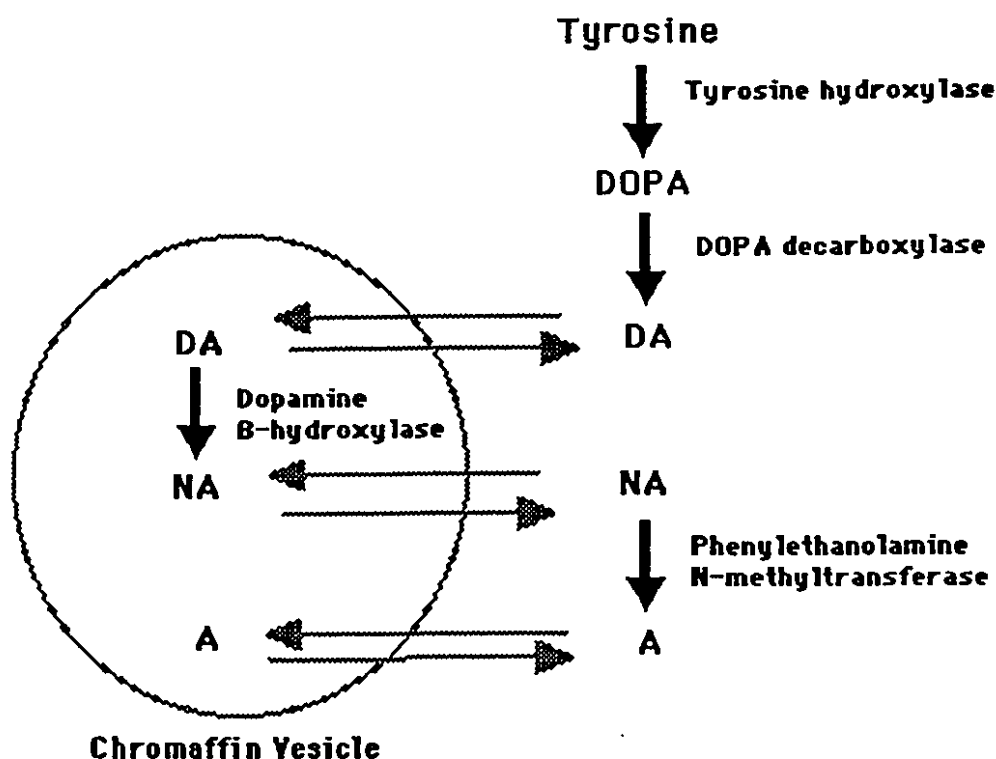 Tyrosine
Tyrosine hydroxylase
DOPA
DOPA decarboxylase
DA
DA
Dopamine
B-hydroxylase
NA
NA
Phenylethanolamine
N-methyltransferase
A
A
Chromaffin Vesicle